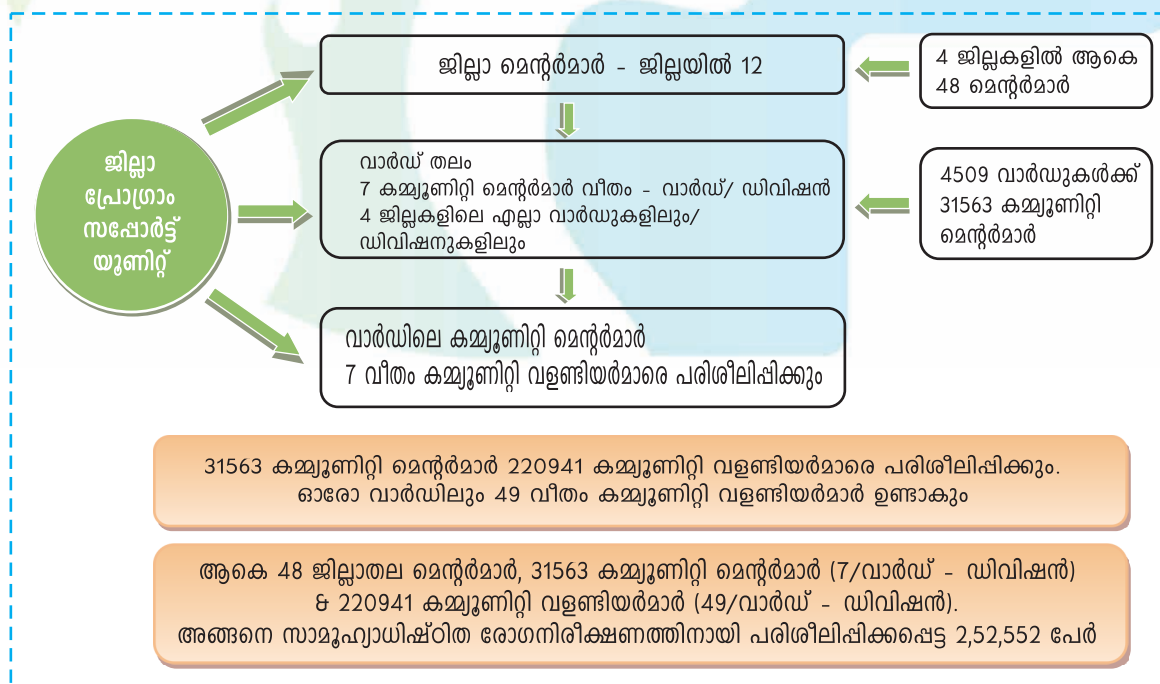 ജില്ലാ
പ്രോഗ്രാം
സപ്പോർട്ട്
യൂണിറ്റ്
ജില്ലാ മെന്റർമാർ - ജില്ലയിൽ 12
4 ജില്ലകളിൽ ആകെ
48 മെന്റർമാർ
വാർഡ് തലം
7 കമ്മ്യൂണിറ്റി മെന്റർമാർ വീതം - വാർഡ്/ ഡിവിഷൻ
4 ജില്ലകളിലെ എല്ലാ വാർഡുകളിലും/
ഡിവിഷനുകളിലും
4509 വാർഡുകൾക്ക്
31563 കമ്മ്യൂണിറ്റി
മെന്റർമാർ
വാർഡിലെ കമ്മ്യൂണിറ്റി മെന്റർമാർ
7 വീതം കമ്മ്യൂണിറ്റി വളണ്ടിയർമാരെ പരിശീലിപ്പിക്കും
31563 കമ്മ്യൂണിറ്റി മെന്റർമാർ 220941 കമ്മ്യൂണിറ്റി വളണ്ടിയർമാരെ പരിശീലിപ്പിക്കും.
ഓരോ വാർഡിലും 49 വീതം കമ്മ്യൂണിറ്റി വളണ്ടിയർമാർ ഉണ്ടാകും
ആകെ 48 ജില്ലാതല മെന്റർമാർ, 31563 കമ്മ്യൂണിറ്റി മെന്റർമാർ (7/വാർഡ് - ഡിവിഷൻ)
& 220941 കമ്മ്യൂണിറ്റി വളണ്ടിയർമാർ (49/വാർഡ് - ഡിവിഷൻ).
അങ്ങനെ സാമൂഹ്യാധിഷ്ഠിത രോഗനിരീക്ഷണത്തിനായി പരിശീലിപ്പിക്കപ്പെട്ട 2,52,552 പേർ